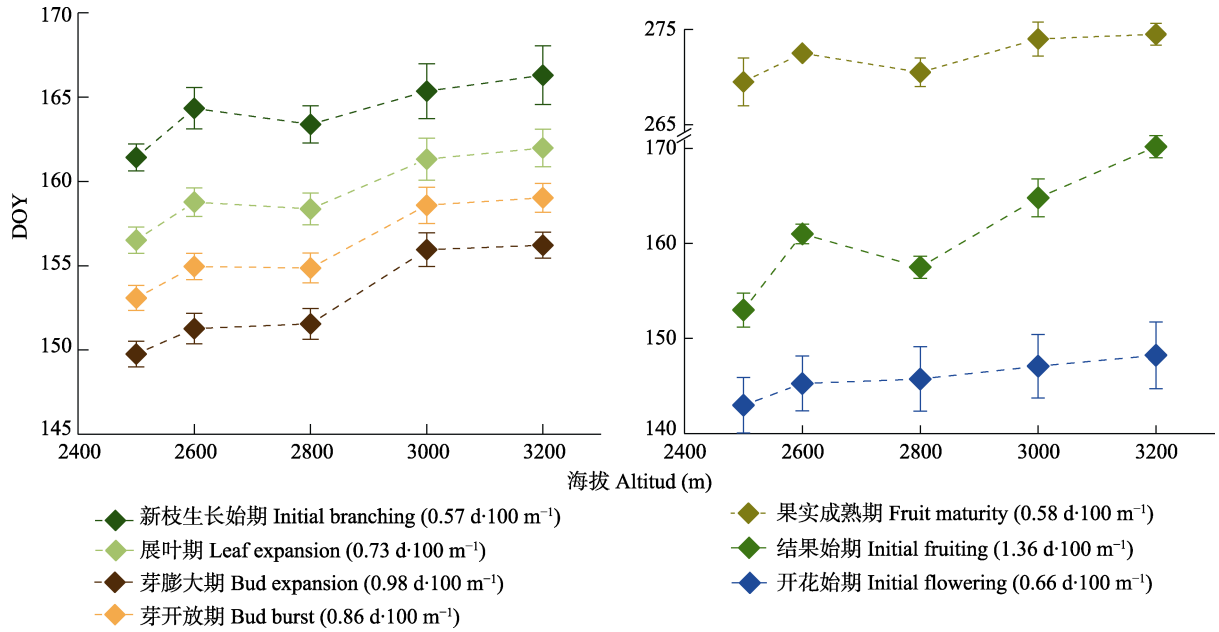 170
165
160
155
150
145
DOY
2400
2600
2800
3000
3200
275
265
170
160
150
140
2400
2600
2800
3000
3200
海拔 Altitud (m)
新枝生长始期 Initial branching (0.57 d·100 m⁻¹)
展叶期 Leaf expansion (0.73 d·100 m⁻¹)
芽膨大期 Bud expansion (0.98 d·100 m⁻¹)
芽开放期 Bud burst (0.86 d·100 m⁻¹)
果实成熟期 Fruit maturity (0.58 d·100 m⁻¹)
结果始期 Initial fruiting (1.36 d·100 m⁻¹)
开花始期 Initial flowering (0.66 d·100 m⁻¹)